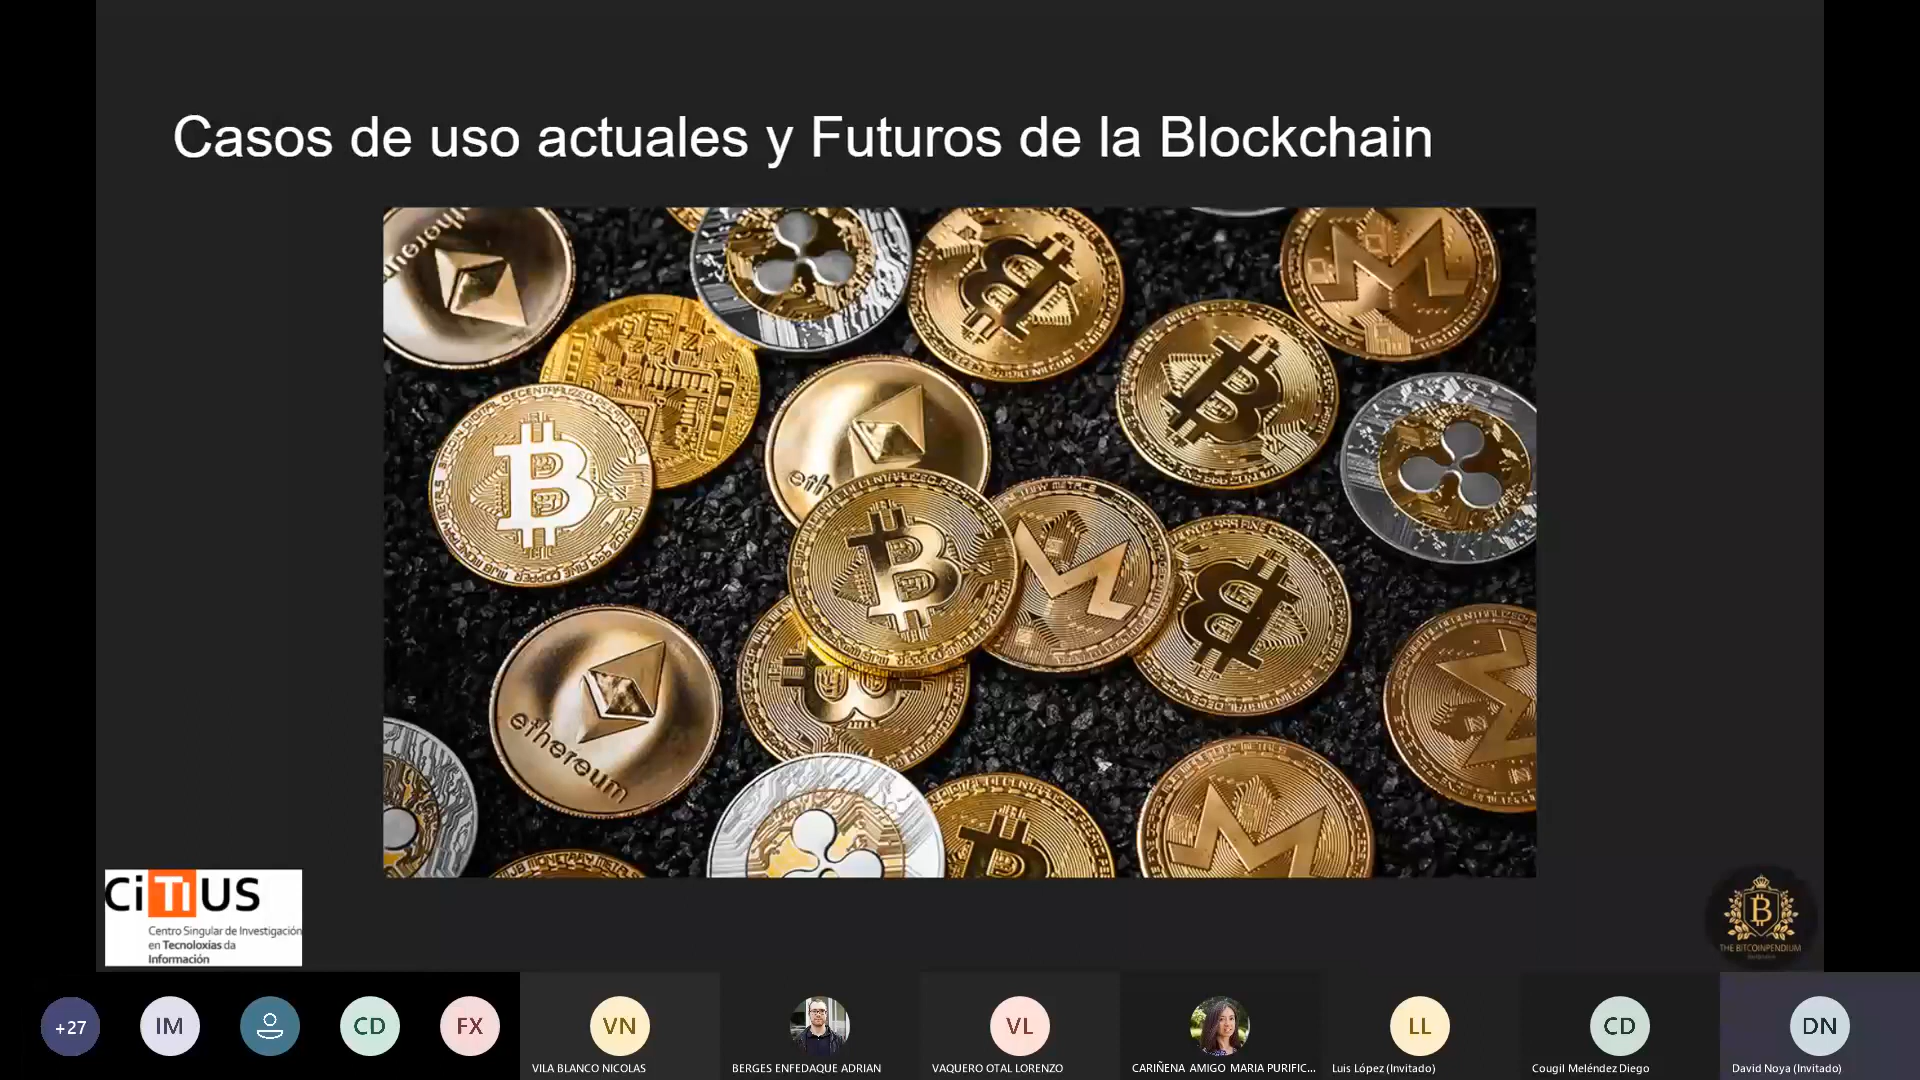 Casos de uso actuales y Futuros de la Blockchain
ethereum
CiTIUS
Centro Singular de Investigación
en Tecnoloxías da
Información
THE BITCOINPENDIUM
+27
IM
CD
FX
VN
VL
LL
CD
DN
VILA BLANCO NICOLAS
BERGES ENFEDAQUE ADRIAN
VAQUERO OTAL LORENZO
CARIÑENA AMIGO MARIA PURIFIC...
Luis López (Invitado)
Cougil Meléndez Diego
David Noya (Invitado)